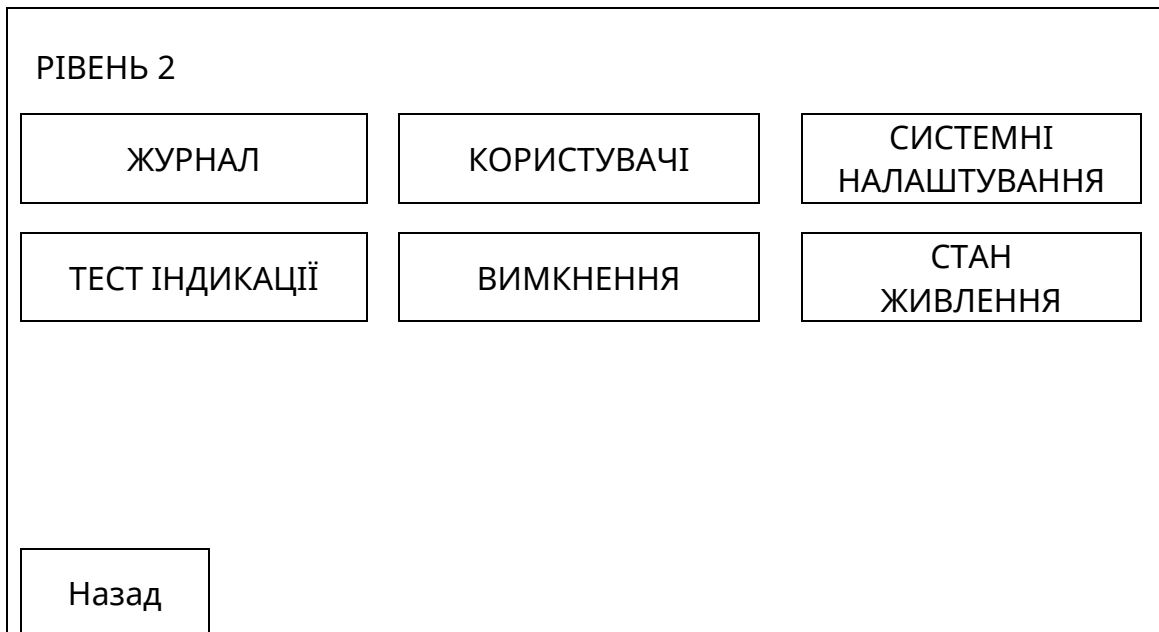 РІВЕНЬ 2
ЖУРНАЛ
КОРИСТУВАЧІ
СИСТЕМНІ
НАЛАШТУВАННЯ
ТЕСТ ІНДИКАЦІЇ
ВИМКНЕННЯ
СТАН
ЖИВЛЕННЯ
Назад